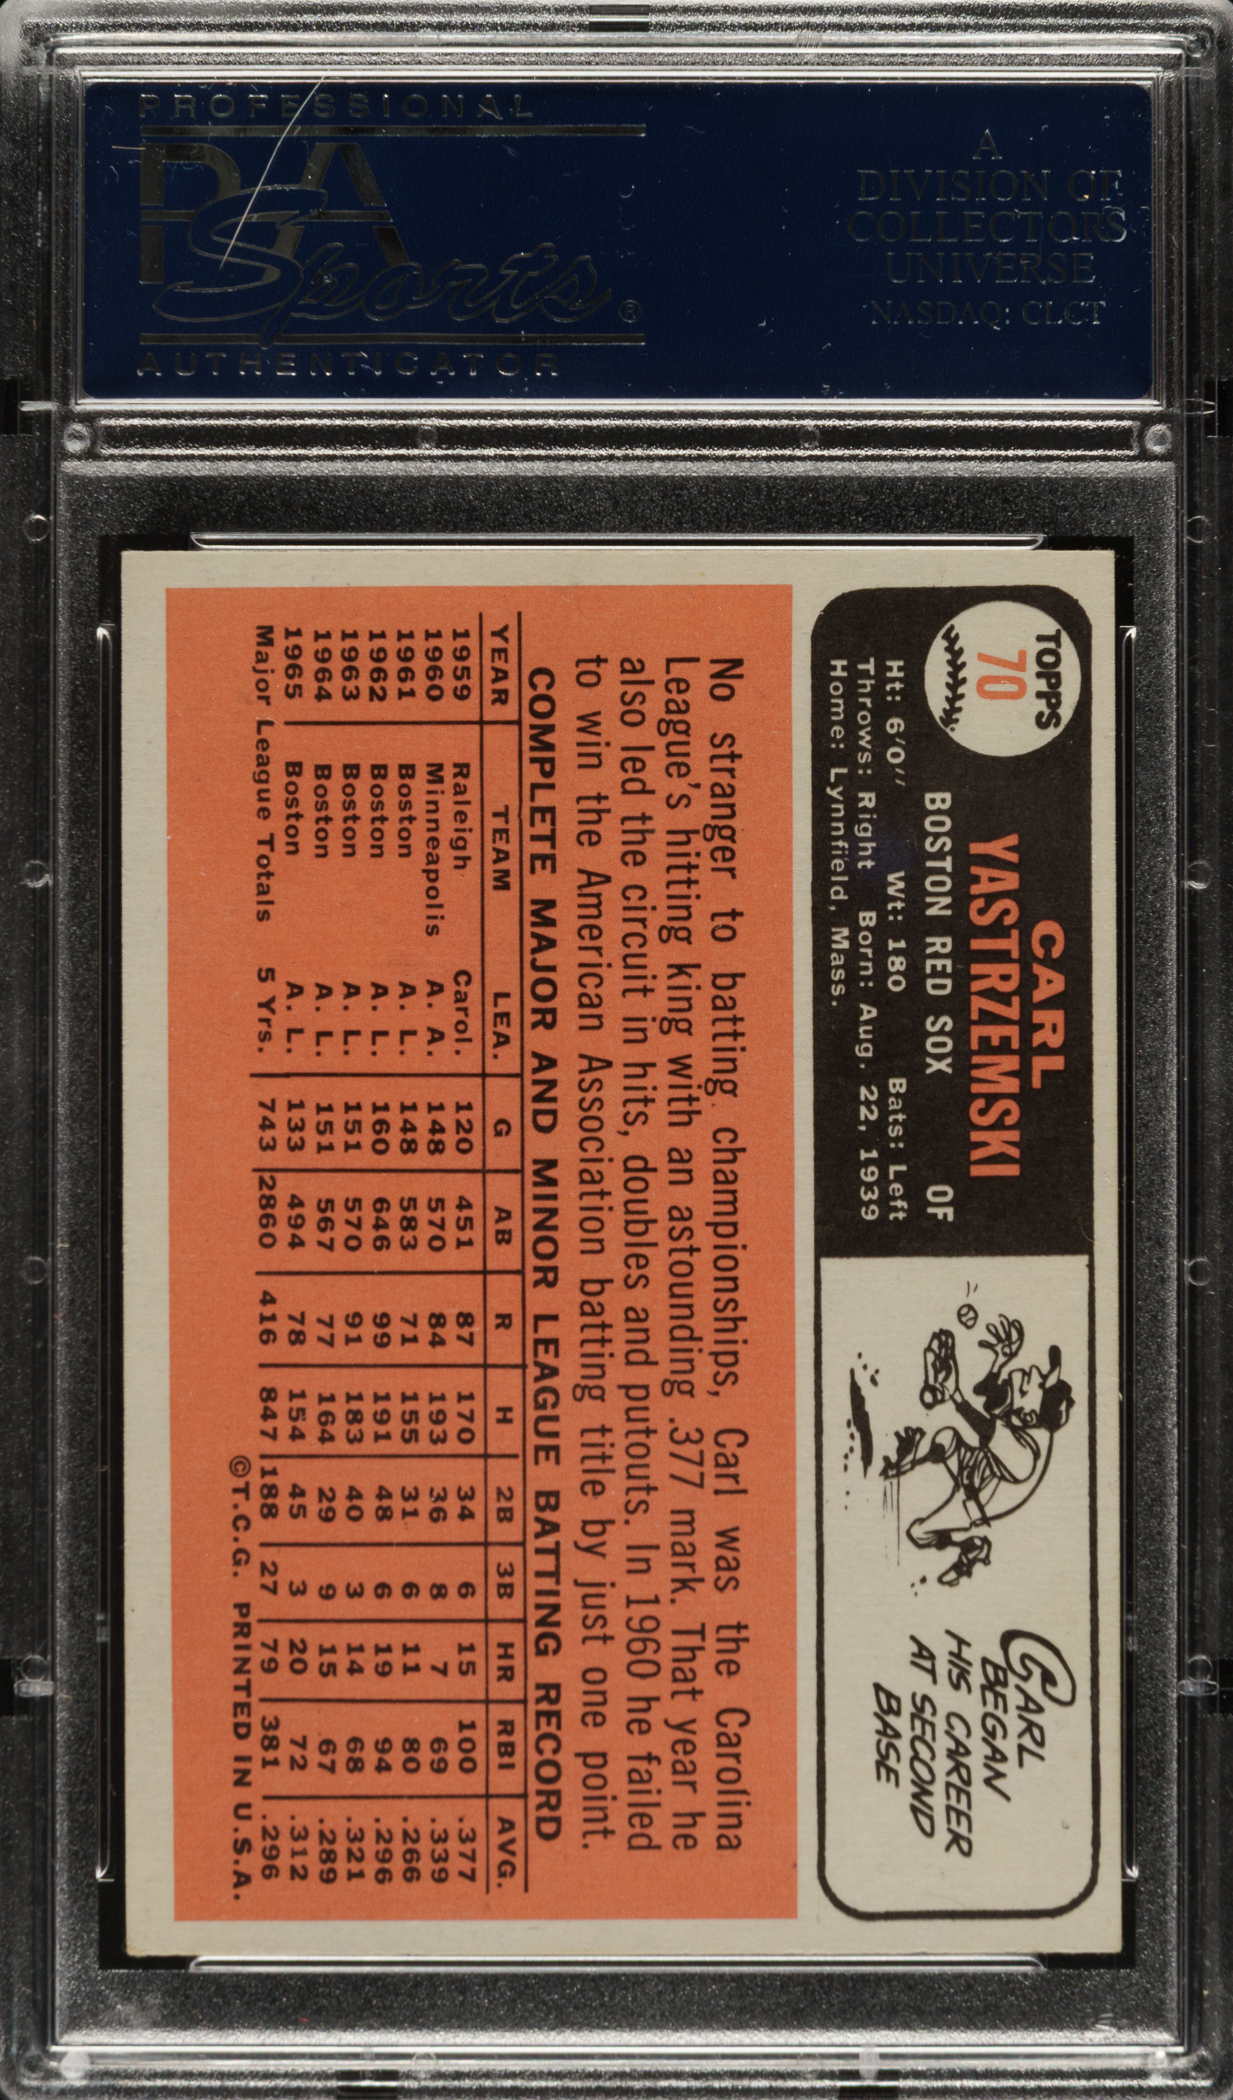 PROFESSIONAL
PSA
Sports®
AUTHENTICATOR
A
DIVISION OF
COLLECTORS
UNIVERSE
NASDAQ: CLCT
TOPPS
70
CARL
YASTRZEMSKI
OF
BOSTON RED SOX
Ht: 6'0" Wt: 180 Bats: Left
Throws: Right Born: Aug. 22, 1939
Home: Lynnfield, Mass.
CARL
BEGAN
HIS CAREER
AT SECOND
BASE
No stranger to batting championships, Carl was the Carolina
League's hitting king with an astounding .377 mark. That year he
also led the circuit in hits, doubles and putouts. In 1960 he failed
to win the American Association batting title by just one point.
COMPLETE MAJOR AND MINOR LEAGUE BATTING RECORD
YEAR TEAM LEA. G AB R H 2B 3B HR RBI AVG.
1959 Raleigh Carol. 120 451 87 170 34 6 15 100 .377
1960 Minneapolis A. A. 148 570 84 193 36 8 7 69 .339
1961 Boston A. L. 148 583 71 155 31 6 11 80 .266
1962 Boston A. L. 160 646 99 191 48 6 19 94 .296
1963 Boston A. L. 151 570 91 183 40 3 14 68 .321
1964 Boston A. L. 151 567 77 164 29 9 15 67 .289
1965 Boston A. L. 133 494 78 154 45 3 20 72 .312
Major League Totals 5 Yrs. 743 2860 416 847 188 27 79 381 .296
©T.C.G. PRINTED IN U.S.A.